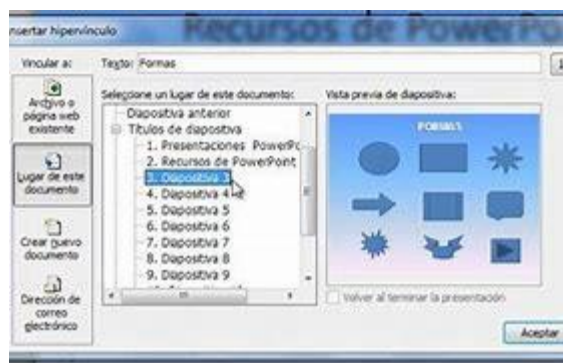 Recursos de PowerPo
nsertar hipervínculo
Vincular a:
Texto: Formas
Archivo o
página web
existente
Lugar de este
documento
Crear nuevo
documento
Dirección de
correo
electrónico
Seleccione un lugar de este documento:
Diapositiva anterior
Títulos de diapositiva
1. Presentaciones PowerPo
2. Recursos de PowerPoint
3. Diapositiva 3
4. Diapositiva 4
5. Diapositiva 5
6. Diapositiva 6
7. Diapositiva 7
8. Diapositiva 8
9. Diapositiva 9
Vista previa de diapositiva:
FORMAS
Volver al terminar la presentación
Aceptar